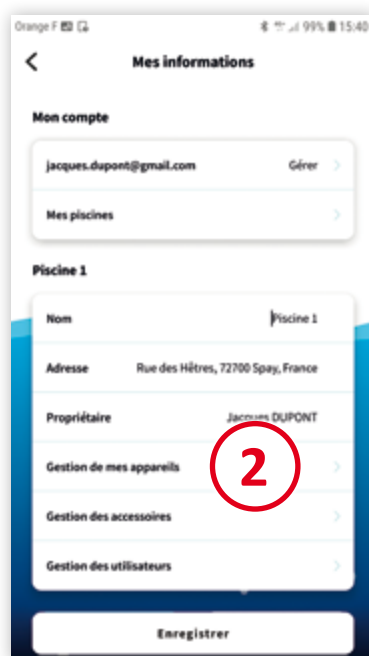 Orange F 99% 15:40
Mes informations
Mon compte
jacques.dupont@gmail.com Gérer
Mes piscines
Piscine 1
Nom Piscine 1
Adresse Rue des Hêtres, 72700 Spay, France
Propriétaire Jacques DUPONT
Gestion de mes appareils 2
Gestion des accessoires
Gestion des utilisateurs
Enregistrer